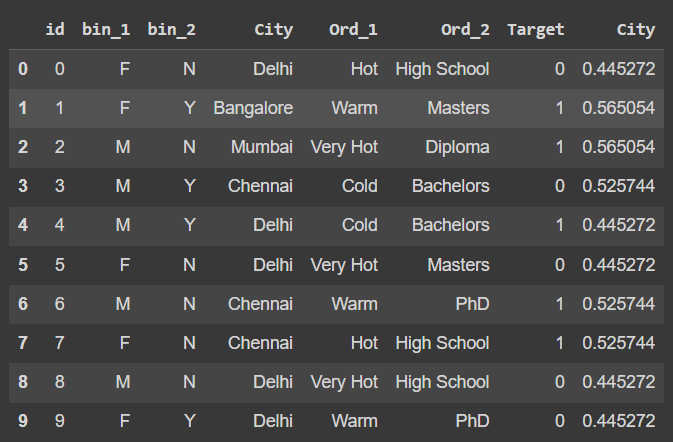 id bin_1 bin_2 City Ord_1 Ord_2 Target City
0 0 F N Delhi Hot High School 0 0.445272
1 1 F Y Bangalore Warm Masters 1 0.565054
2 2 M N Mumbai Very Hot Diploma 1 0.565054
3 3 M Y Chennai Cold Bachelors 0 0.525744
4 4 M Y Delhi Cold Bachelors 1 0.445272
5 5 F N Delhi Very Hot Masters 0 0.445272
6 6 M N Chennai Warm PhD 1 0.525744
7 7 F N Chennai Hot High School 1 0.525744
8 8 M N Delhi Very Hot High School 0 0.445272
9 9 F Y Delhi Warm PhD 0 0.445272